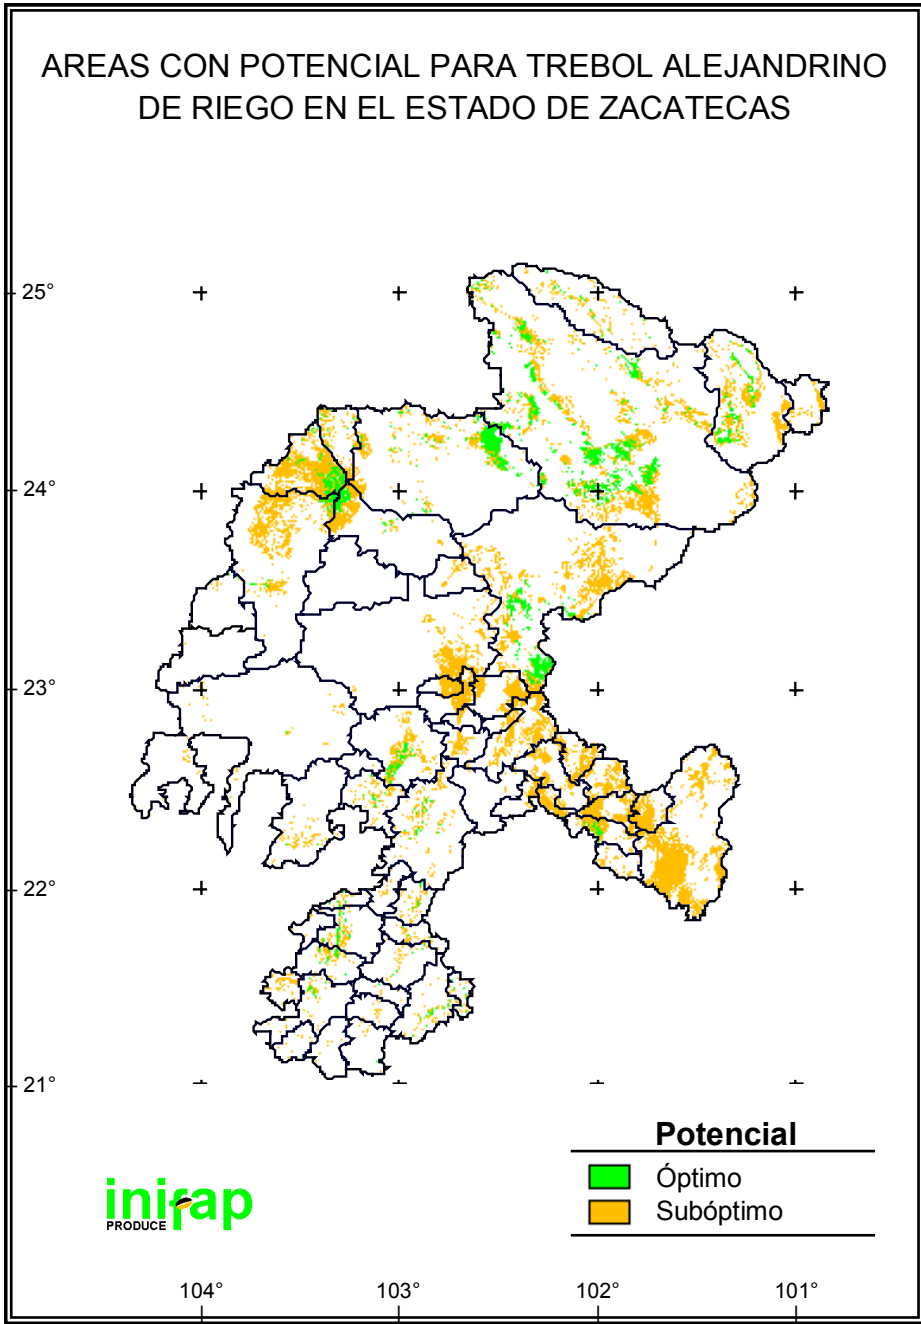 AREAS CON POTENCIAL PARA TREBOL ALEJANDRINO
DE RIEGO EN EL ESTADO DE ZACATECAS
25°
24°
23°
22°
21°
Potencial
Óptimo
Subóptimo
inifap
PRODUCE
104°
103°
102°
101°